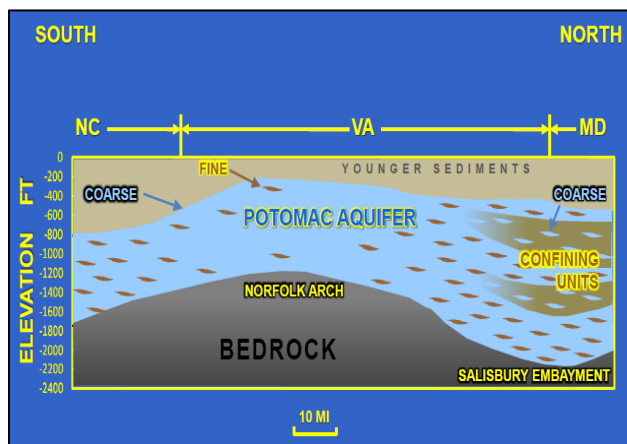 SOUTH NORTH
NC VA MD
0
-200
-400
-600
-800
-1000
-1200
-1400
-1600
-1800
-2000
-2200
-2400
ELEVATION FT
YOUNGER SEDIMENTS
FINE
COARSE
COARSE
POTOMAC AQUIFER
CONFINING
UNITS
NORFOLK ARCH
BEDROCK
SALISBURY EMBAYMENT
10 MI